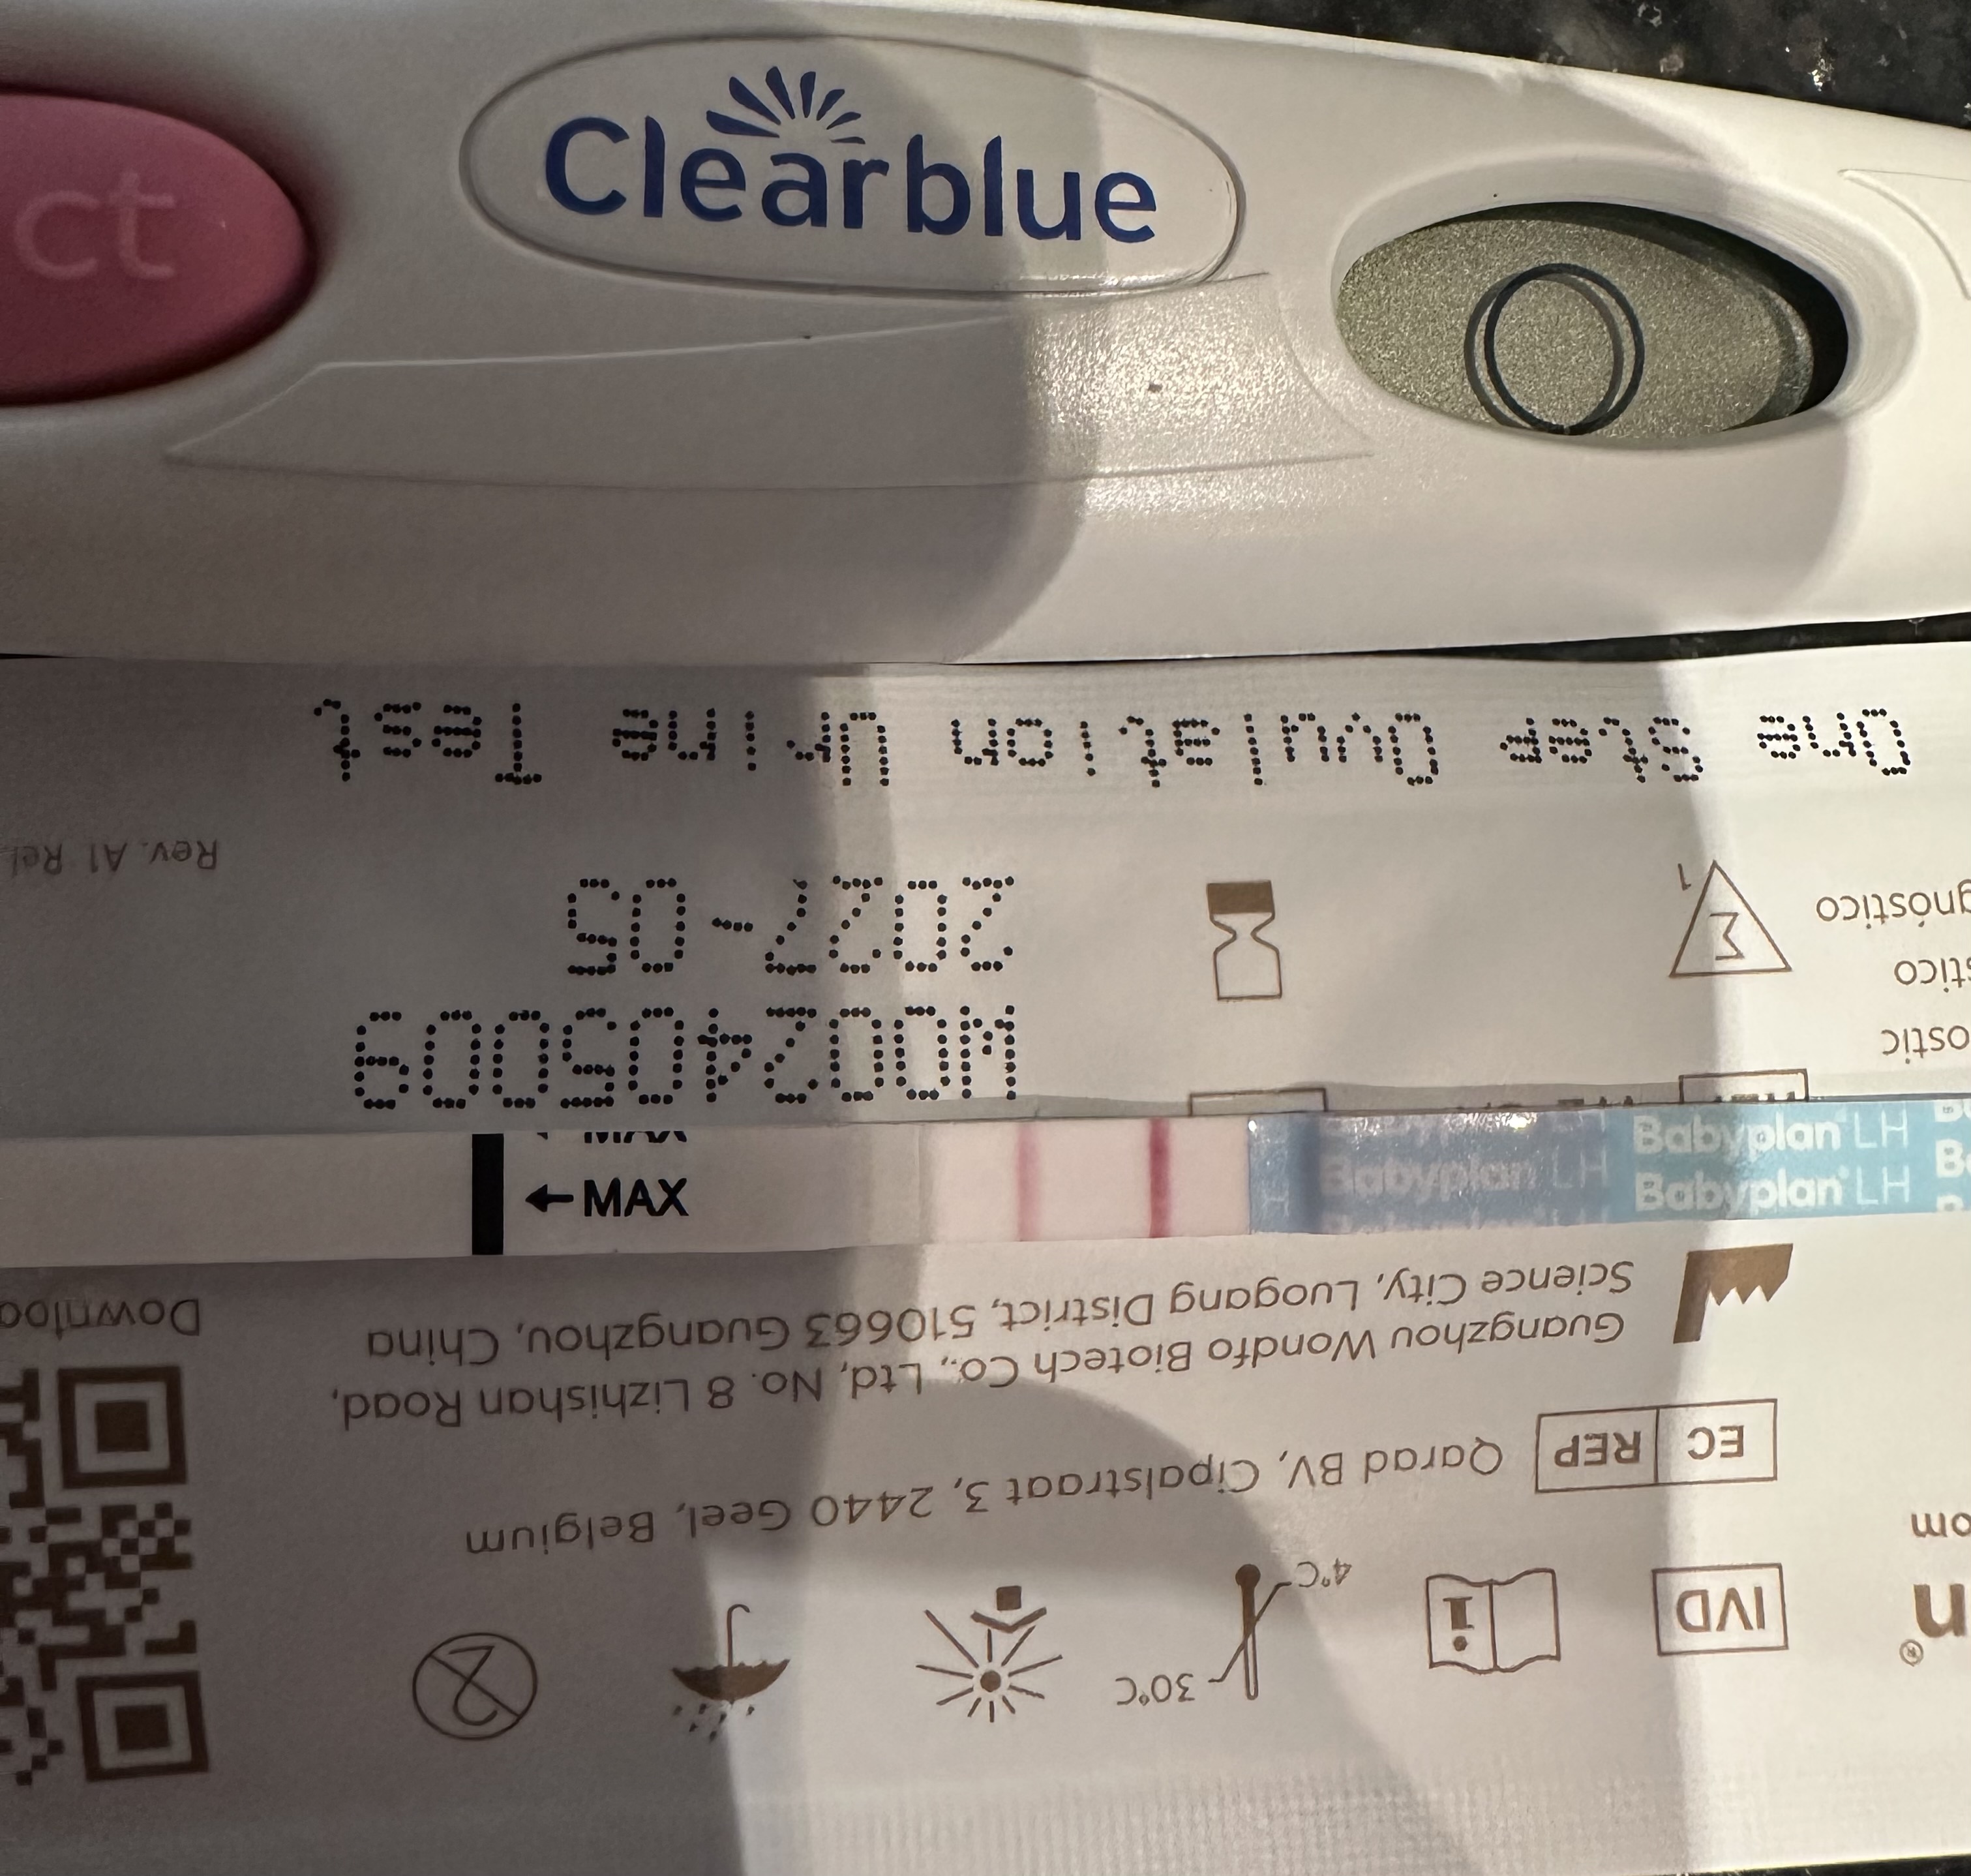 ct
Clearblue
One Step Ovulation Urine Test
Rev. A1 Rel.
2027-05
W00240509
1
Σ
gnóstico
stico
ostic
MAX
←MAX
Babyplan LH
Babyplan LH
Babyplan LH
Science City, Luogang District, 510663 Guangzhou, China
Guangzhou Wondfo Biotech Co., Ltd, No. 8 Lizhishan Road,
Downloa
EC REP
Qarad BV, Cipalstraat 3, 2440 Geel, Belgium
om
4°C
30°C
i
IVD
2
n®